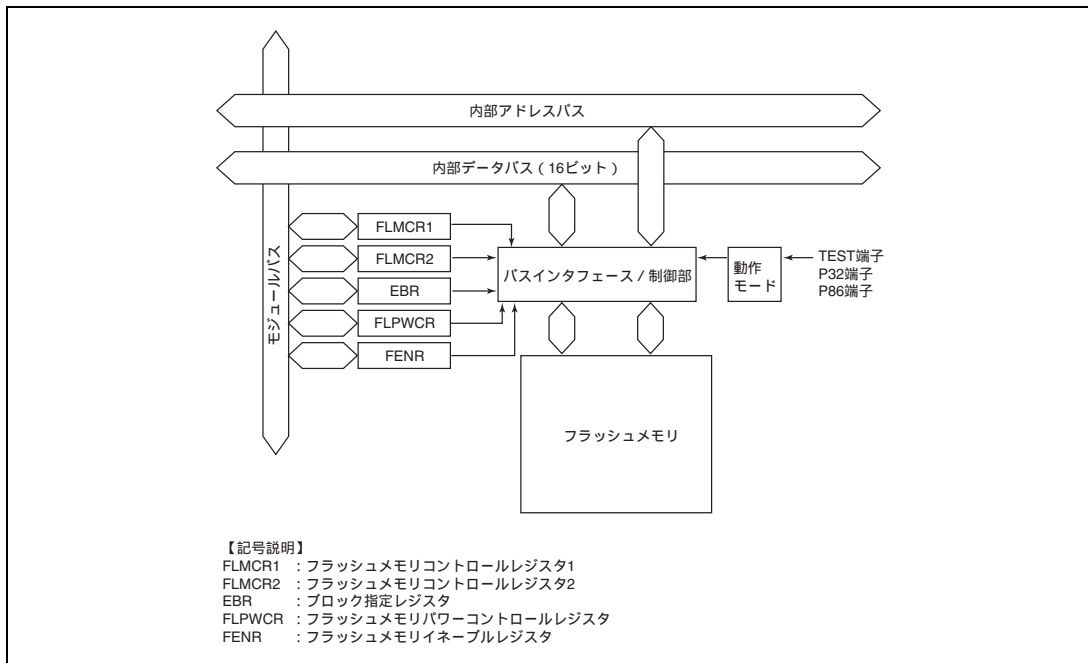 内部アドレスバス
内部データバス（16ビット）
モジュールバス
FLMCR1
FLMCR2
EBR
FLPWCR
FENR
バスインタフェース / 制御部
動作
モード
TEST端子
P32端子
P86端子
フラッシュメモリ
【記号説明】
FLMCR1 : フラッシュメモリコントロールレジスタ1
FLMCR2 : フラッシュメモリコントロールレジスタ2
EBR : ブロック指定レジスタ
FLPWCR : フラッシュメモリパワーコントロールレジスタ
FENR : フラッシュメモリイネーブルレジスタ